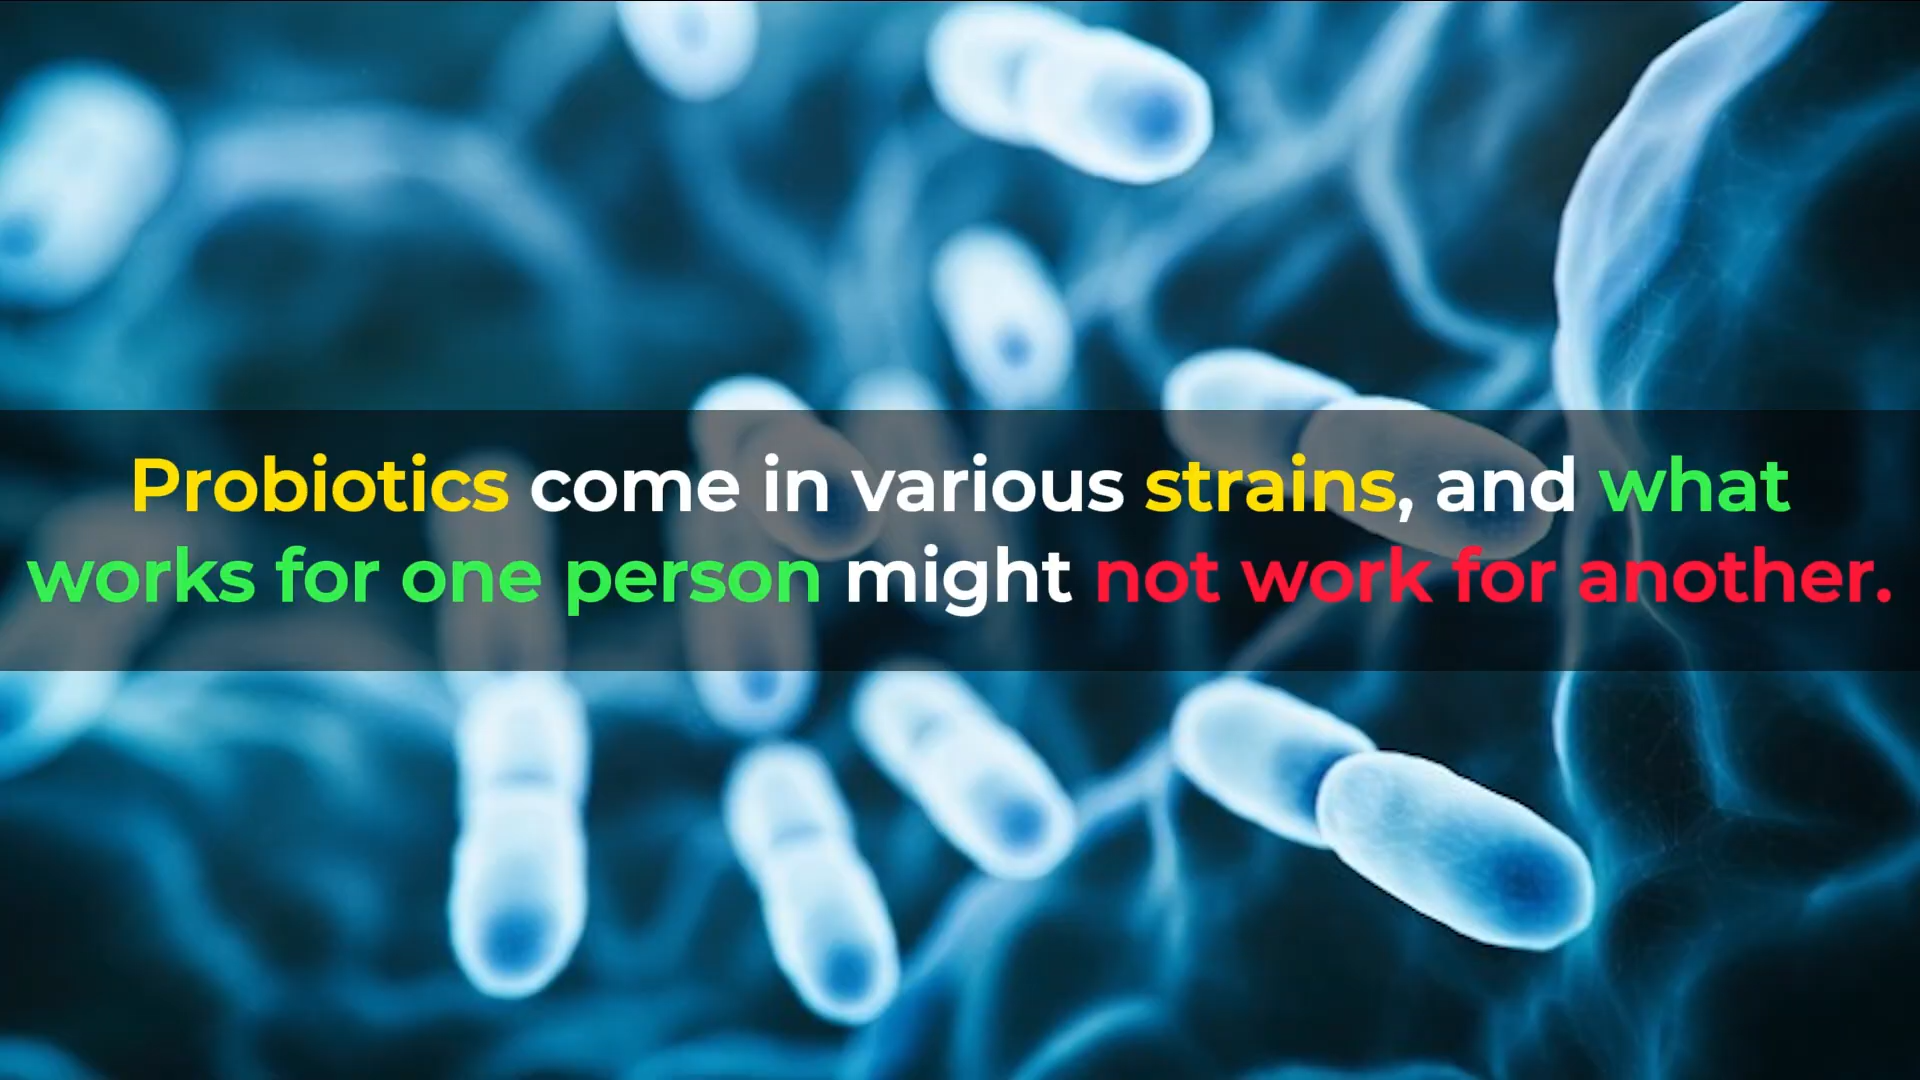 Probiotics come in various strains, and what
works for one person might not work for another.